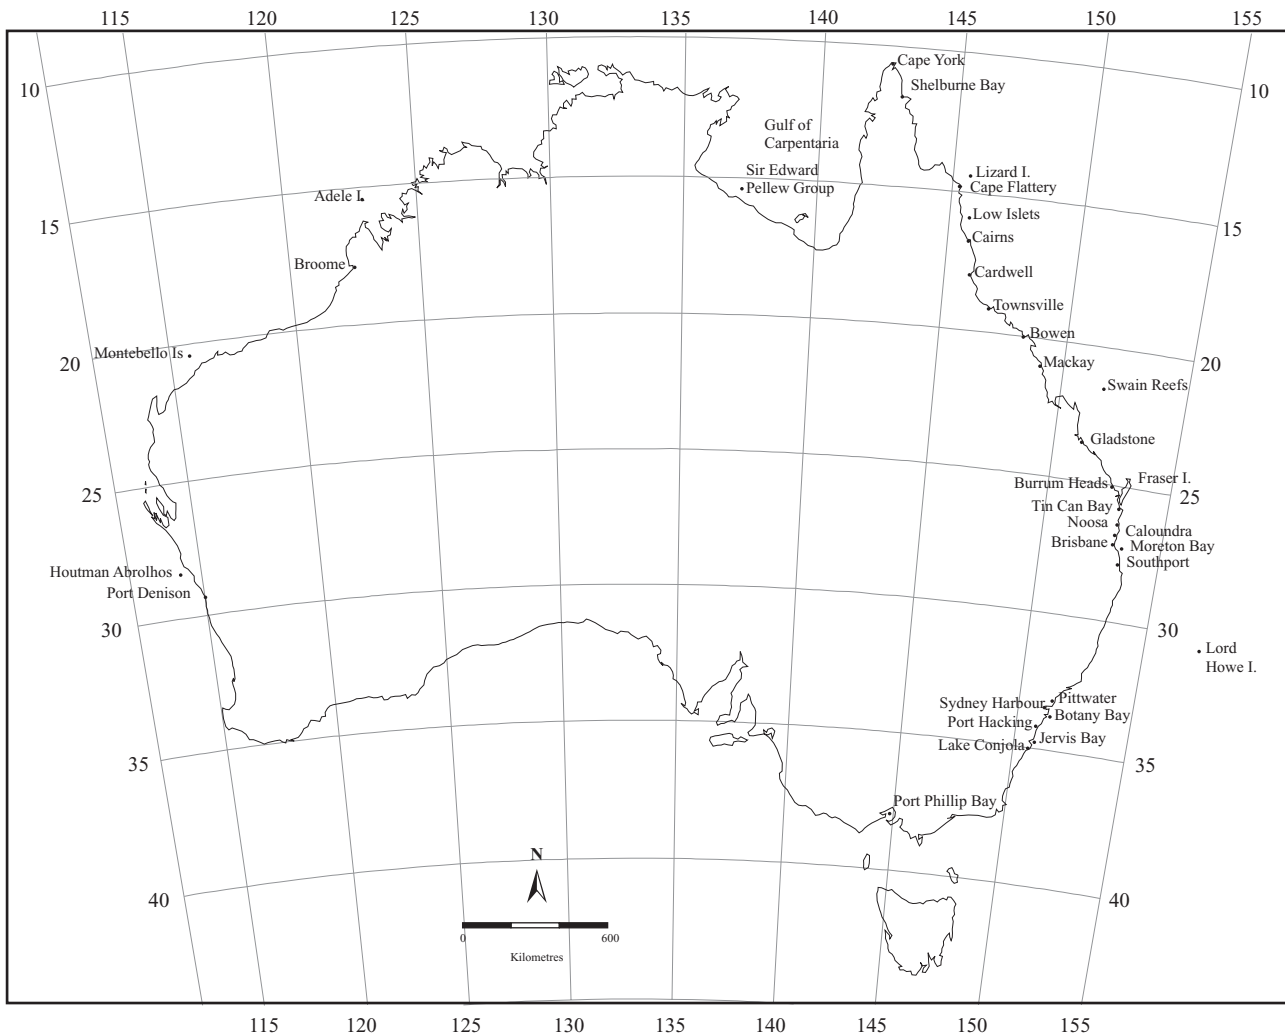 115 120 125 130 135 140 145 150 155
Cape York
10
10
Shelburne Bay
Gulf of
Carpentaria
Sir Edward
Pellew Group
Lizard I.
Cape Flattery
Adele I.
15
Low Islets
15
Cairns
Broome
Cardwell
Townsville
Bowen
Montebello Is
20
Mackay
20
Swain Reefs
Gladstone
Burrum Heads
Fraser I.
25
25
Tin Can Bay
Noosa
Caloundra
Brisbane
Moreton Bay
Southport
Houtman Abrolhos
Port Denison
30
30
Lord
Howe I.
Sydney Harbour
Pittwater
Botany Bay
Port Hacking
Jervis Bay
Lake Conjola
35
35
Port Phillip Bay
N
40
40
0 600
Kilometres
115 120 125 130 135 140 145 150 155